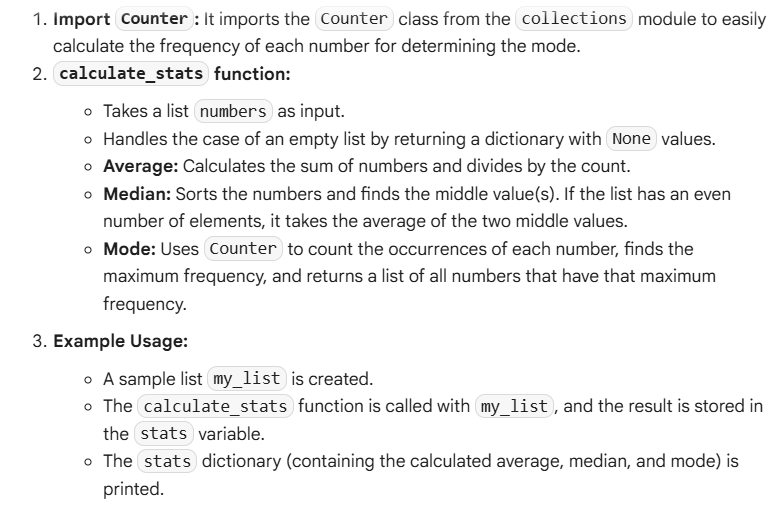 1. Import Counter : It imports the Counter class from the collections module to easily
calculate the frequency of each number for determining the mode.
2. calculate_stats function:
Takes a list numbers as input.
Handles the case of an empty list by returning a dictionary with None values.
Average: Calculates the sum of numbers and divides by the count.
Median: Sorts the numbers and finds the middle value(s). If the list has an even
number of elements, it takes the average of the two middle values.
Mode: Uses Counter to count the occurrences of each number, finds the
maximum frequency, and returns a list of all numbers that have that maximum
frequency.
3. Example Usage:
A sample list my_list is created.
The calculate_stats function is called with my_list , and the result is stored in
the stats variable.
The stats dictionary (containing the calculated average, median, and mode) is
printed.